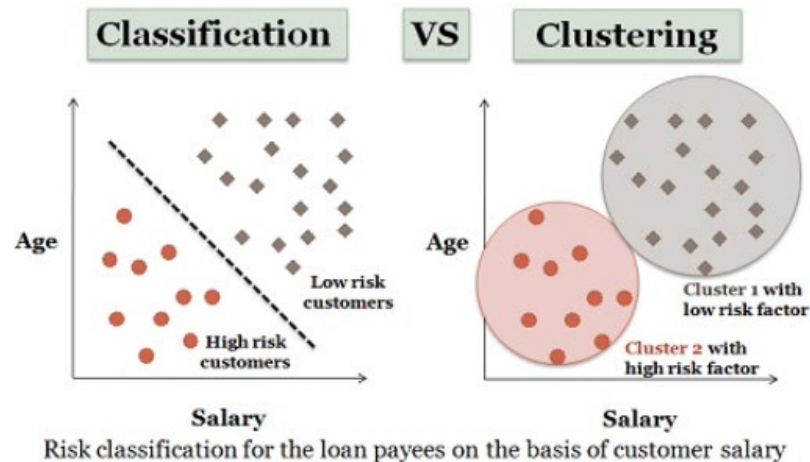 Classification VS Clustering
Age
Low risk
customers
High risk
customers
Salary
Age
Cluster 1 with
low risk factor
Cluster 2 with
high risk factor
Salary
Risk classification for the loan payees on the basis of customer salary